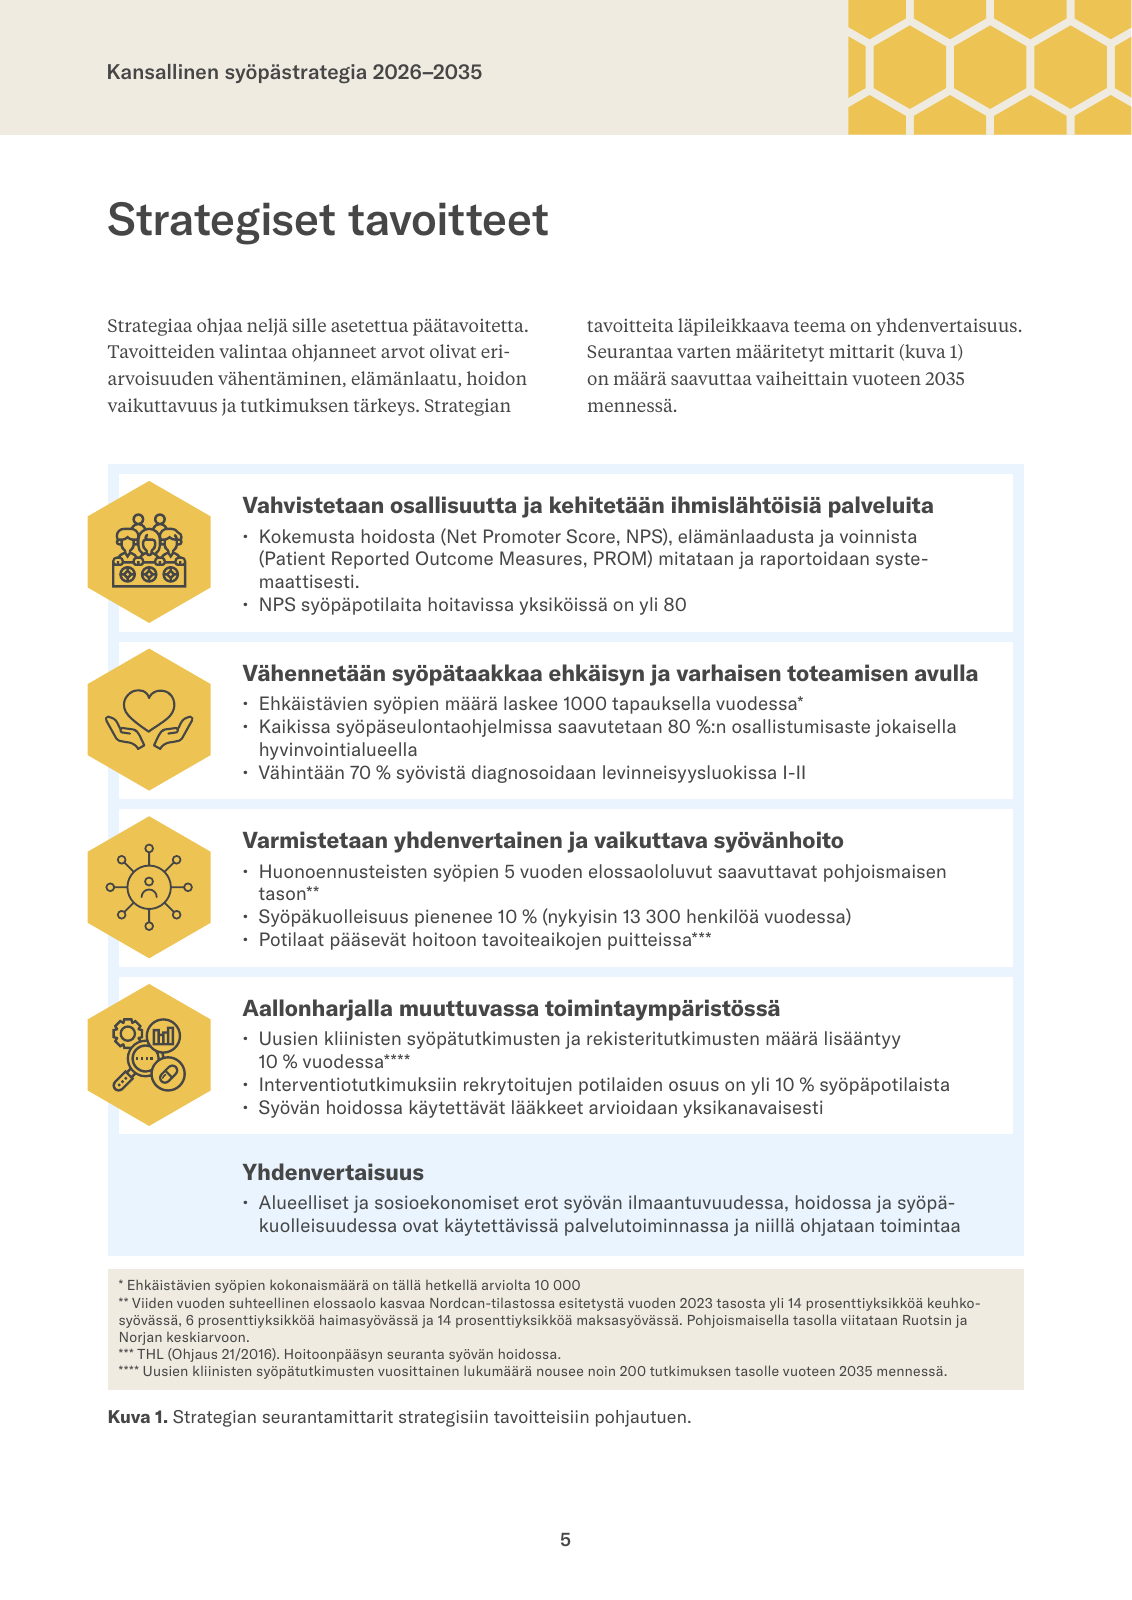 Kansallinen syöpästrategia 2026–2035
Strategiset tavoitteet
Strategiaa ohjaa neljä sille asetettua päätavoitetta.
Tavoitteiden valintaa ohjanneet arvot olivat eri-
arvoisuuden vähentäminen, elämänlaatu, hoidon
vaikuttavuus ja tutkimuksen tärkeys. Strategian
tavoitteita läpileikkaava teema on yhdenvertaisuus.
Seurantaa varten määritetyt mittarit (kuva 1)
on määrä saavuttaa vaiheittain vuoteen 2035
mennessä.
Vahvistetaan osallisuutta ja kehitetään ihmislähtöisiä palveluita
• Kokemusta hoidosta (Net Promoter Score, NPS), elämänlaadusta ja voinnista
(Patient Reported Outcome Measures, PROM) mitataan ja raportoidaan syste-
maattisesti.
• NPS syöpäpotilaita hoitavissa yksiköissä on yli 80
Vähennetään syöpätaakkaa ehkäisyn ja varhaisen toteamisen avulla
• Ehkäistävien syöpien määrä laskee 1000 tapauksella vuodessa*
• Kaikissa syöpäseulontaohjelmissa saavutetaan 80 %:n osallistumisaste jokaisella
hyvinvointialueella
• Vähintään 70 % syövistä diagnosoidaan levinneisyysluokissa I-II
Varmistetaan yhdenvertainen ja vaikuttava syövänhoito
• Huonoennusteisten syöpien 5 vuoden elossaololuvut saavuttavat pohjoismaisen
tason**
• Syöpäkuolleisuus pienenee 10 % (nykyisin 13 300 henkilöä vuodessa)
• Potilaat pääsevät hoitoon tavoiteaikojen puitteissa***
Aallonharjalla muuttuvassa toimintaympäristössä
• Uusien kliinisten syöpätutkimusten ja rekisteritutkimusten määrä lisääntyy
10 % vuodessa****
• Interventiotutkimuksiin rekrytoitujen potilaiden osuus on yli 10 % syöpäpotilaista
• Syövän hoidossa käytettävät lääkkeet arvioidaan yksikanavaisesti
Yhdenvertaisuus
• Alueelliset ja sosioekonomiset erot syövän ilmaantuvuudessa, hoidossa ja syöpä-
kuolleisuudessa ovat käytettävissä palvelutoiminnassa ja niillä ohjataan toimintaa
* Ehkäistävien syöpien kokonaismäärä on tällä hetkellä arviolta 10 000
** Viiden vuoden suhteellinen elossaolo kasvaa Nordcan-tilastossa esitetystä vuoden 2023 tasosta yli 14 prosenttiyksikköä keuhko-
syövässä, 6 prosenttiyksikköä haimasyövässä ja 14 prosenttiyksikköä maksasyövässä. Pohjoismaisella tasolla viitataan Ruotsin ja
Norjan keskiarvoon.
*** THL (Ohjaus 21/2016). Hoitoonpääsyn seuranta syövän hoidossa.
**** Uusien kliinisten syöpätutkimusten vuosittainen lukumäärä nousee noin 200 tutkimuksen tasolle vuoteen 2035 mennessä.
Kuva 1. Strategian seurantamittarit strategisiin tavoitteisiin pohjautuen.
5